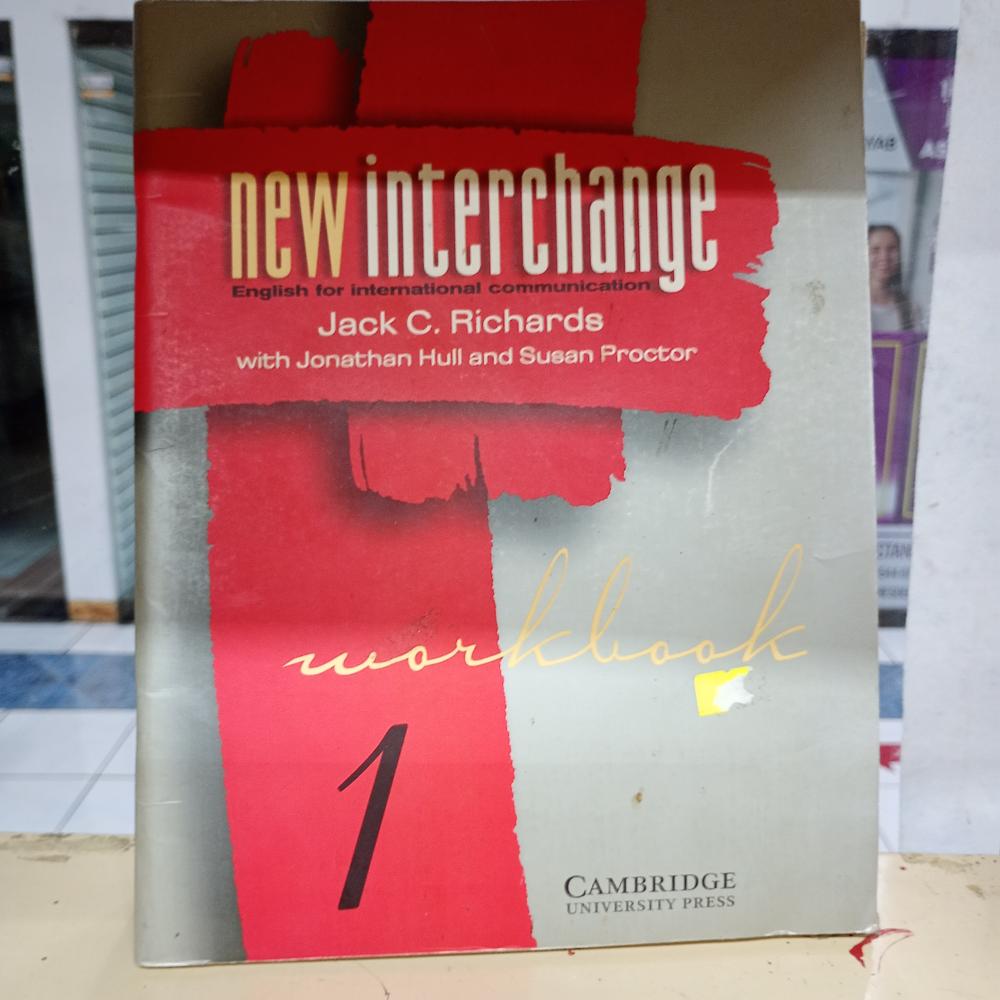 new interchange
English for international communication
Jack C. Richards
with Jonathan Hull and Susan Proctor
workbook
1
CAMBRIDGE
UNIVERSITY PRESS